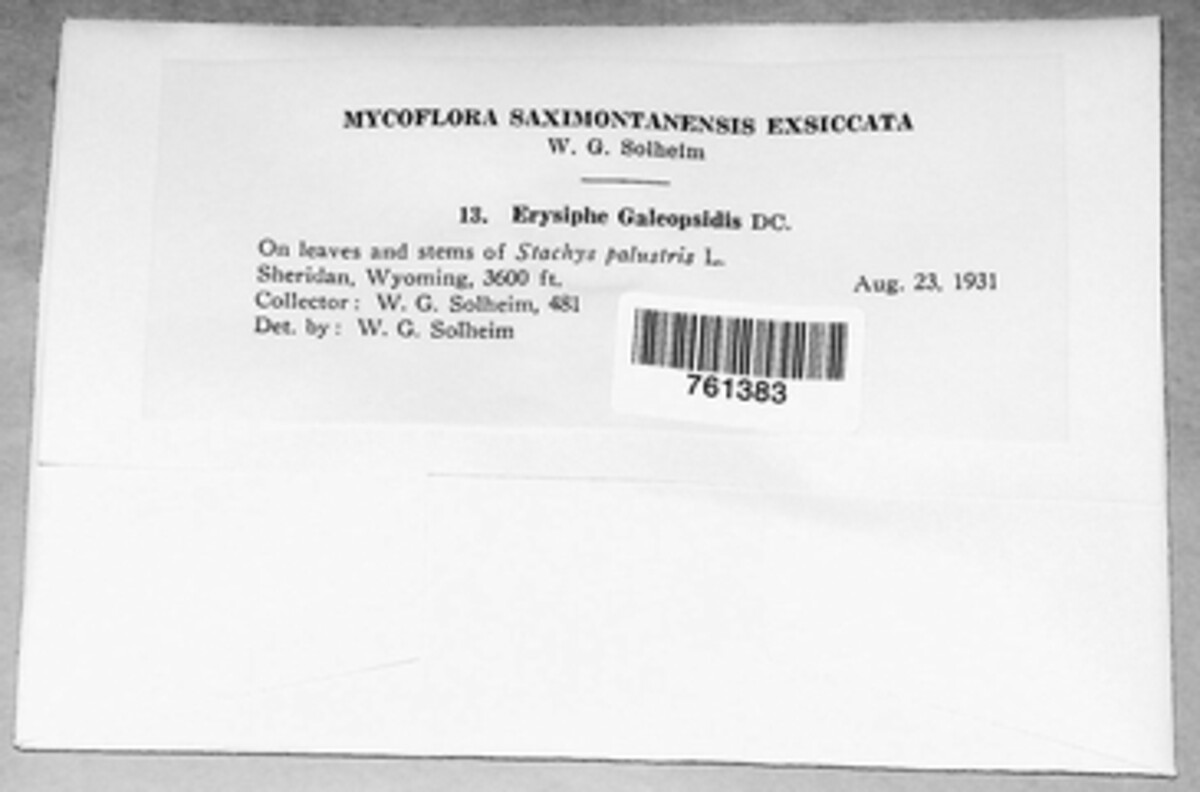 MYCOFLORA SAXIMONTANENSIS EXSICCATA
W. G. Solheim
13. Erysiphe Galeopsidis DC.
On leaves and stems of Stachys palustris L.
Sheridan, Wyoming, 3600 ft. Aug. 23, 1931
Collector: W. G. Solheim, 481
Det. by: W. G. Solheim
761383